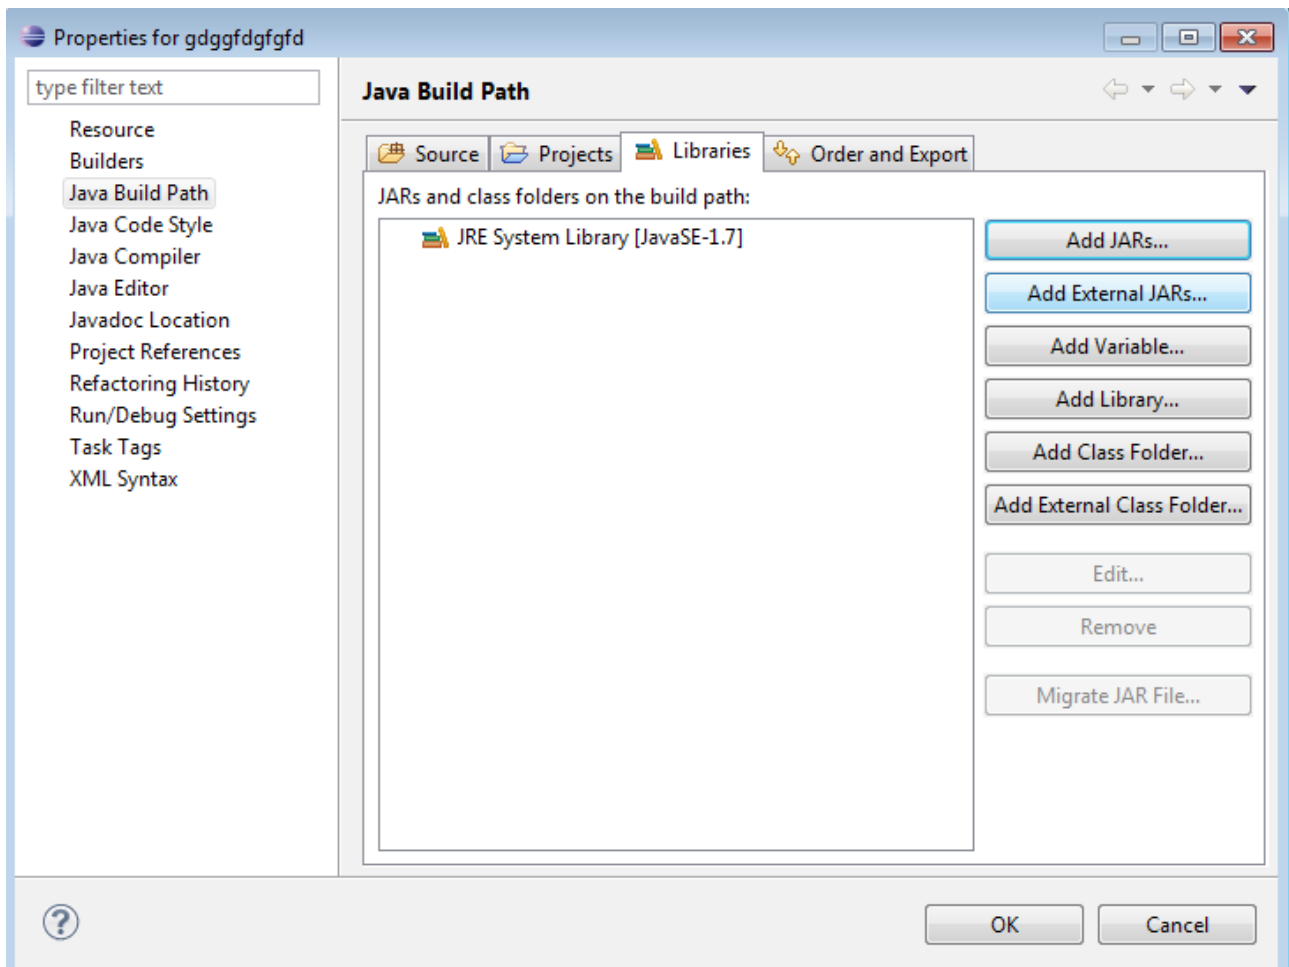 Properties for gdggfdgfgfd
type filter text
Resource
Builders
Java Build Path
Java Code Style
Java Compiler
Java Editor
Javadoc Location
Project References
Refactoring History
Run/Debug Settings
Task Tags
XML Syntax
Java Build Path
Source Projects Libraries Order and Export
JARs and class folders on the build path:
JRE System Library [JavaSE-1.7]
Add JARs...
Add External JARs...
Add Variable...
Add Library...
Add Class Folder...
Add External Class Folder...
Edit...
Remove
Migrate JAR File...
?
OK Cancel